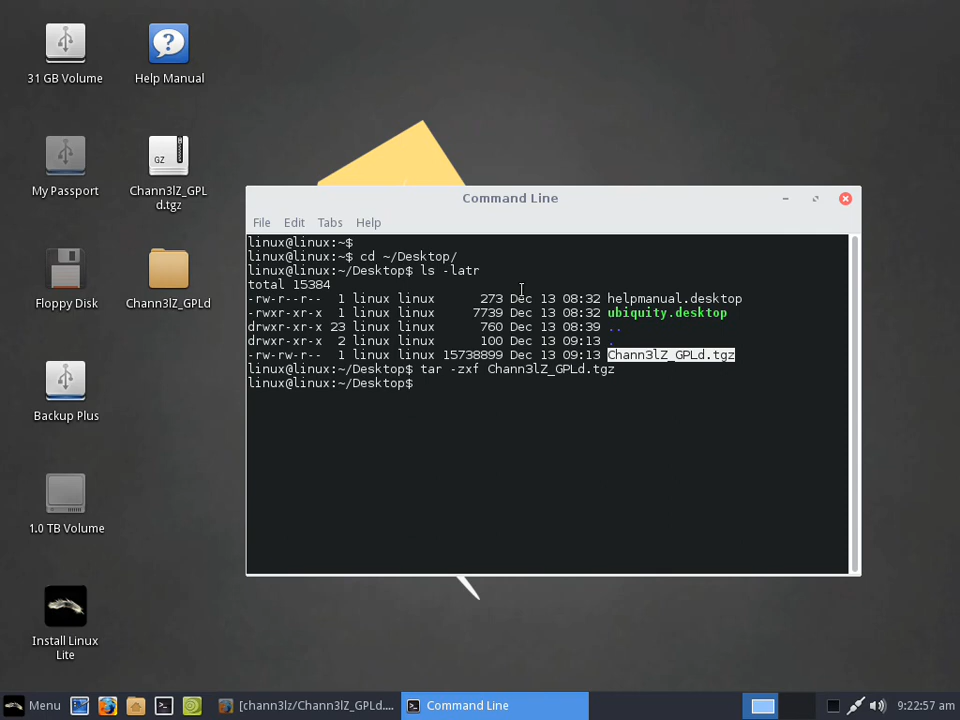 31 GB Volume
Help Manual
My Passport
GZ
Chann3lZ_GPL
d.tgz
Floppy Disk
Chann3lZ_GPLd
Backup Plus
1.0 TB Volume
Install Linux
Lite
Command Line
File Edit Tabs Help
linux@linux:~$
linux@linux:~$ cd ~/Desktop/
linux@linux:~/Desktop$ ls -latr
total 15384
-rw-r--r-- 1 linux linux 273 Dec 13 08:32 helpmanual.desktop
-rwxr-xr-x 1 linux linux 7739 Dec 13 08:32 ubiquity.desktop
drwxr-xr-x 23 linux linux 760 Dec 13 08:39 ..
drwxr-xr-x 2 linux linux 100 Dec 13 09:13 .
-rw-rw-r-- 1 linux linux 15738899 Dec 13 09:13 Chann3lZ_GPLd.tgz
linux@linux:~/Desktop$ tar -zxf Chann3lZ_GPLd.tgz
linux@linux:~/Desktop$
Menu
[chann3lz/Chann3lZ_GPLd....
Command Line
9:22:57 am